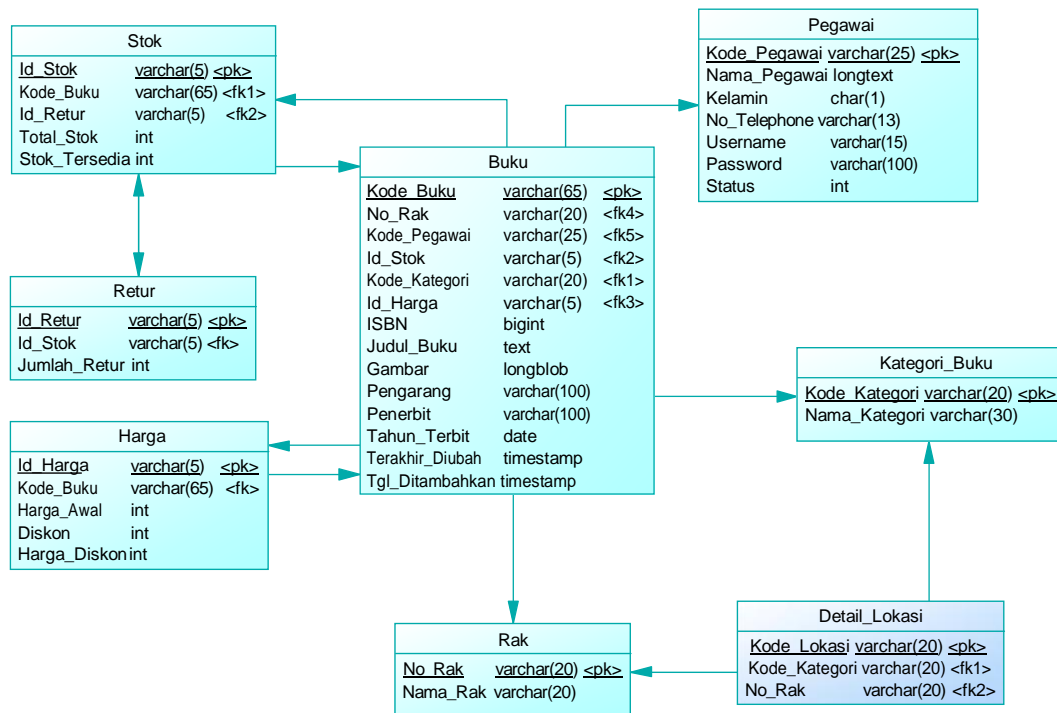 Stok
Id_Stok varchar(5) <pk>
Kode_Buku varchar(65) <fk1>
Id_Retur varchar(5) <fk2>
Total_Stok int
Stok_Tersedia int
Pegawai
Kode_Pegawai varchar(25) <pk>
Nama_Pegawai longtext
Kelamin char(1)
No_Telephone varchar(13)
Username varchar(15)
Password varchar(100)
Status int
Buku
Kode_Buku varchar(65) <pk>
No_Rak varchar(20) <fk4>
Kode_Pegawai varchar(25) <fk5>
Id_Stok varchar(5) <fk2>
Kode_Kategori varchar(20) <fk1>
Id_Harga varchar(5) <fk3>
ISBN bigint
Judul_Buku text
Gambar longblob
Pengarang varchar(100)
Penerbit varchar(100)
Tahun_Terbit date
Terakhir_Diubah timestamp
Tgl_Ditambahkan timestamp
Retur
Id_Retur varchar(5) <pk>
Id_Stok varchar(5) <fk>
Jumlah_Retur int
Kategori_Buku
Kode_Kategori varchar(20) <pk>
Nama_Kategori varchar(30)
Harga
Id_Harga varchar(5) <pk>
Kode_Buku varchar(65) <fk>
Harga_Awal int
Diskon int
Harga_Diskon int
Rak
No_Rak varchar(20) <pk>
Nama_Rak varchar(20)
Detail_Lokasi
Kode_Lokasi varchar(20) <pk>
Kode_Kategori varchar(20) <fk1>
No_Rak varchar(20) <fk2>